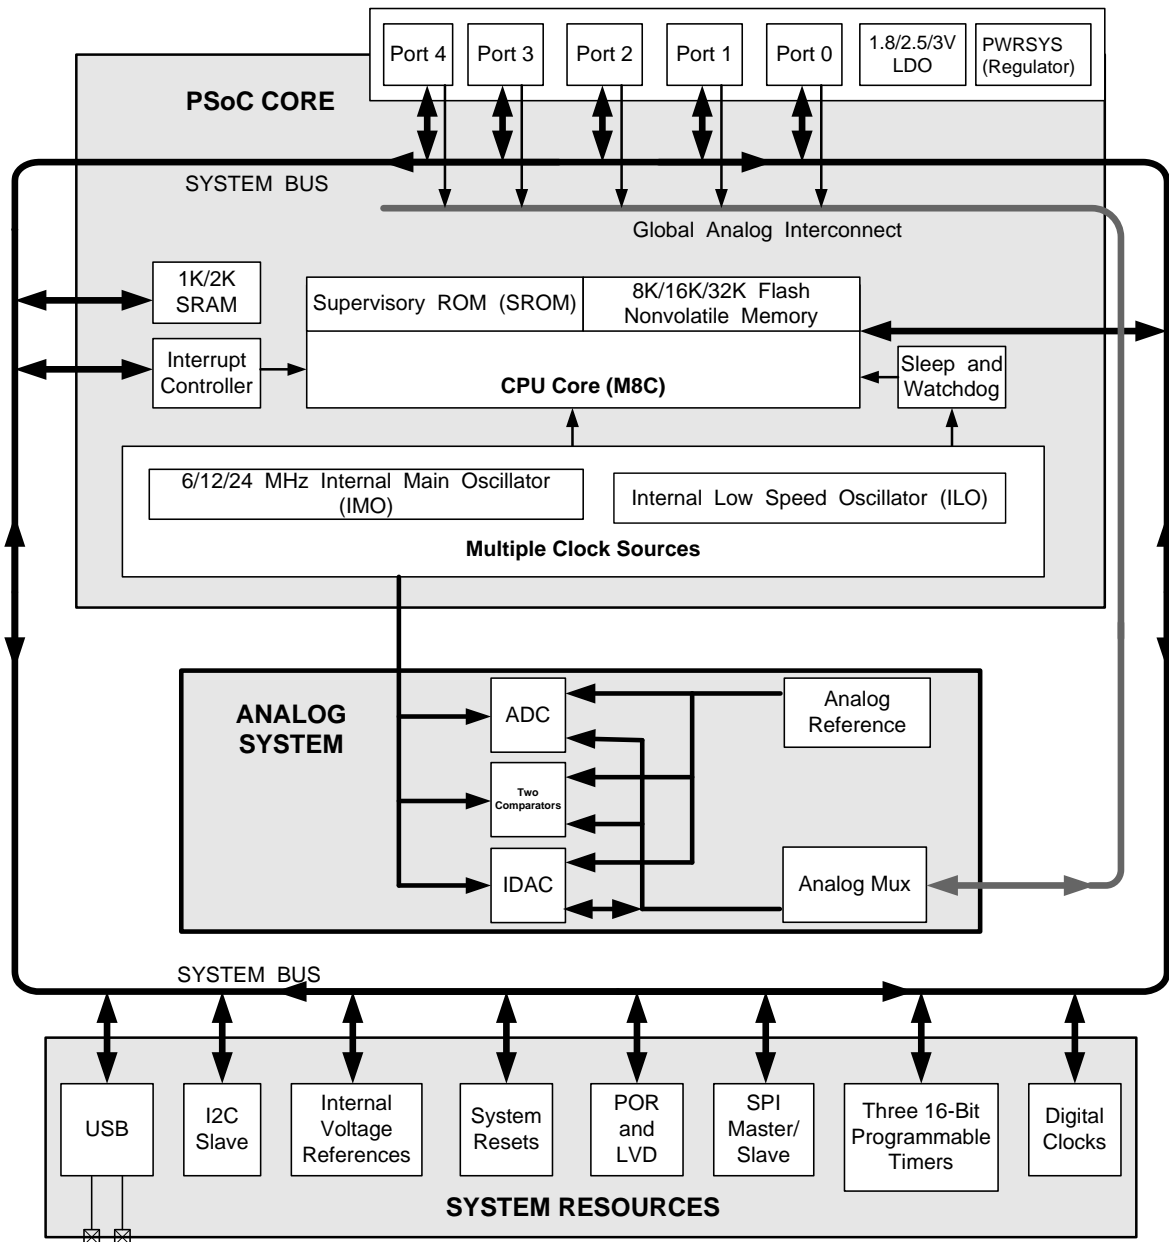 Port 4
Port 3
Port 2
Port 1
Port 0
1.8/2.5/3V
LDO
PWRSYS
(Regulator)
PSoC CORE
SYSTEM BUS
Global Analog Interconnect
1K/2K
SRAM
Supervisory ROM (SROM)
8K/16K/32K Flash
Nonvolatile Memory
Interrupt
Controller
CPU Core (M8C)
Sleep and
Watchdog
6/12/24 MHz Internal Main Oscillator
(IMO)
Internal Low Speed Oscillator (ILO)
Multiple Clock Sources
ANALOG
SYSTEM
ADC
Analog
Reference
Two
Comparators
IDAC
Analog Mux
SYSTEM BUS
USB
I2C
Slave
Internal
Voltage
References
System
Resets
POR
and
LVD
SPI
Master/
Slave
Three 16-Bit
Programmable
Timers
Digital
Clocks
SYSTEM RESOURCES